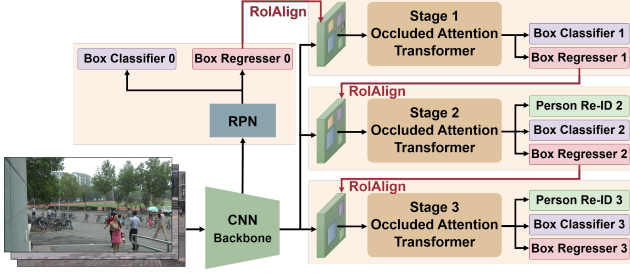 RoIAlign
Stage 1
Occluded Attention
Transformer
Box Classifier 1
Box Regresser 1
Box Classifier 0
Box Regresser 0
RPN
RoIAlign
Stage 2
Occluded Attention
Transformer
Person Re-ID 2
Box Classifier 2
Box Regresser 2
CNN
Backbone
RoIAlign
Stage 3
Occluded Attention
Transformer
Person Re-ID 3
Box Classifier 3
Box Regresser 3